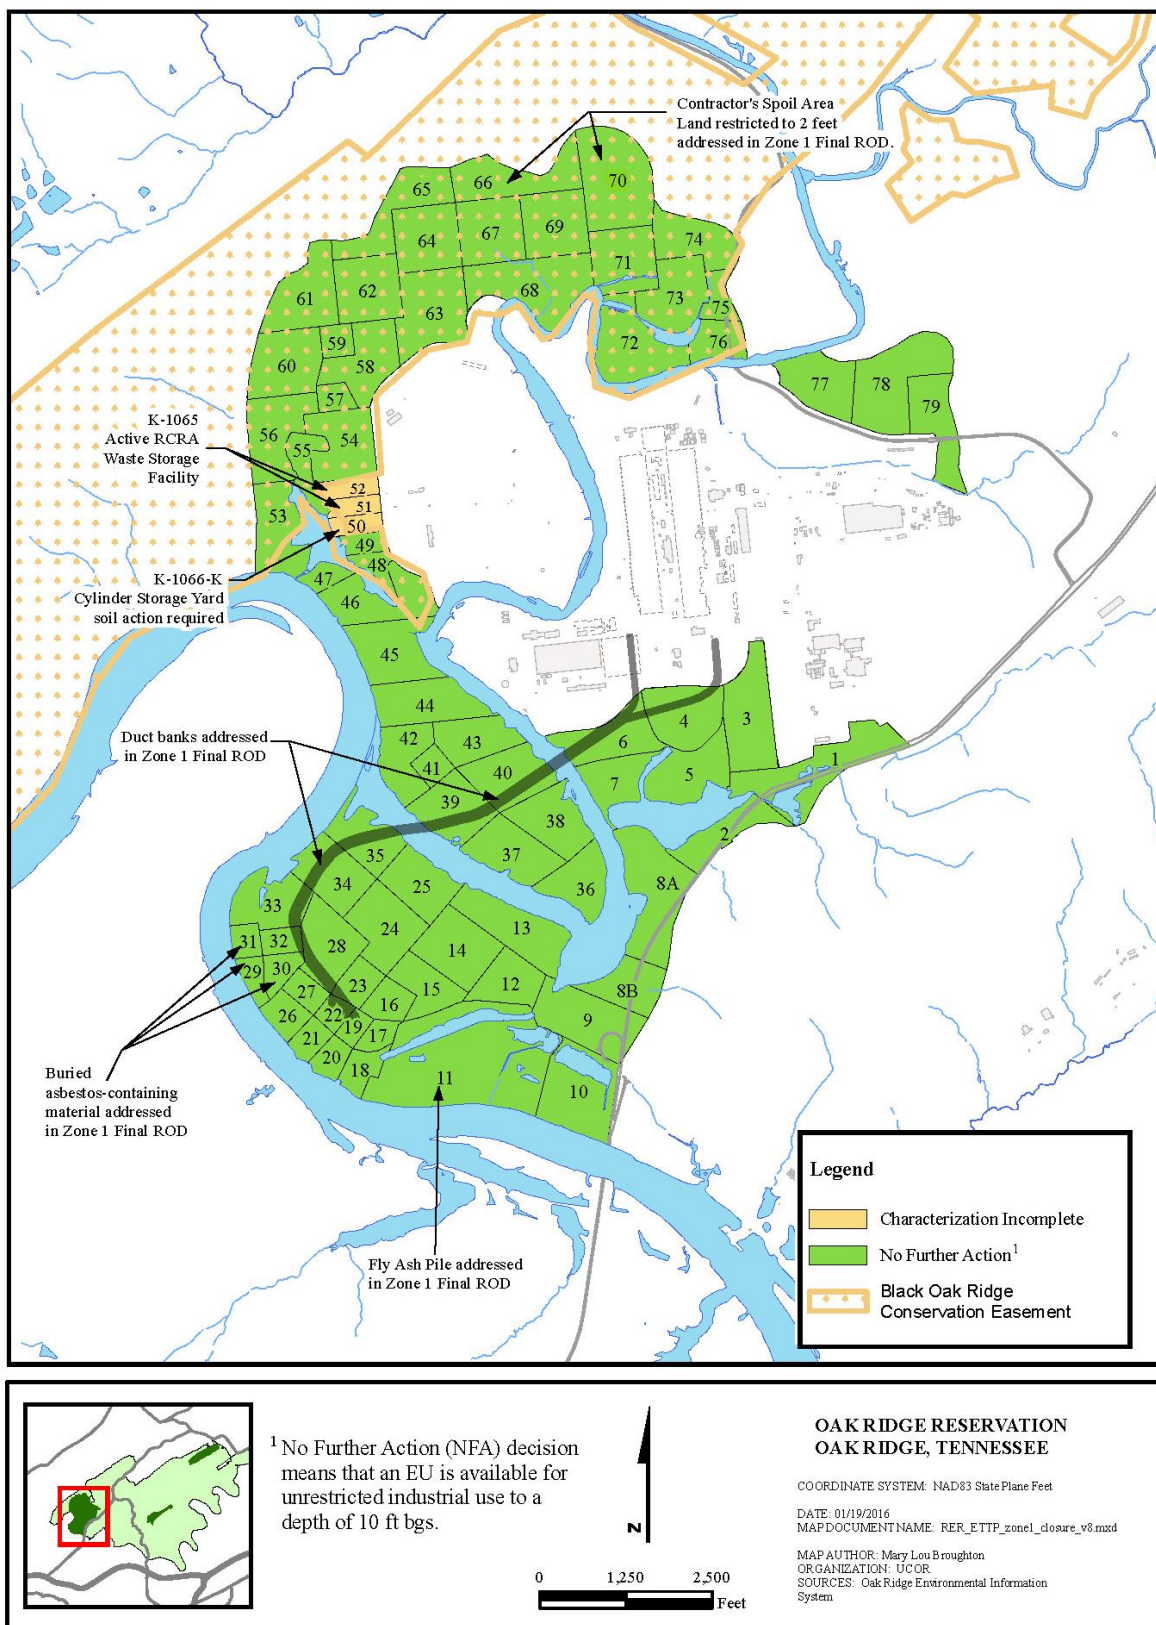 Contractor's Spoil Area
Land restricted to 2 feet
addressed in Zone 1 Final ROD.
70
66
65
69
67
64
74
71
62
61
68
73
63
75
59
72
76
60
58
77
78
79
57
K-1065
Active RCRA
Waste Storage
Facility
56
54
55
52
51
53
50
49
48
47
46
K-1066-K
Cylinder Storage Yard
soil action required
45
44
Duct banks addressed
in Zone 1 Final ROD
42
43
41
40
39
6
4
3
5
7
1
2
38
37
36
35
34
25
8A
33
24
13
31
32
28
14
29
30
27
23
15
12
8B
16
26
22
19
17
9
21
20
18
11
10
Buried
asbestos-containing
material addressed
in Zone 1 Final ROD
Fly Ash Pile addressed
in Zone 1 Final ROD
Legend
Characterization Incomplete
No Further Action1
Black Oak Ridge
Conservation Easement
1 No Further Action (NFA) decision
means that an EU is available for
unrestricted industrial use to a
depth of 10 ft bgs.
N
0 1,250 2,500
Feet
OAK RIDGE RESERVATION
OAK RIDGE, TENNESSEE
COORDINATE SYSTEM: NAD83 State Plane Feet
DATE: 01/19/2016
MAP DOCUMENT NAME: RER_ETTP_zone1_closure_v8.mxd
MAP AUTHOR: Mary Lou Broughton
ORGANIZATION: UCOR
SOURCES: Oak Ridge Environmental Information
System